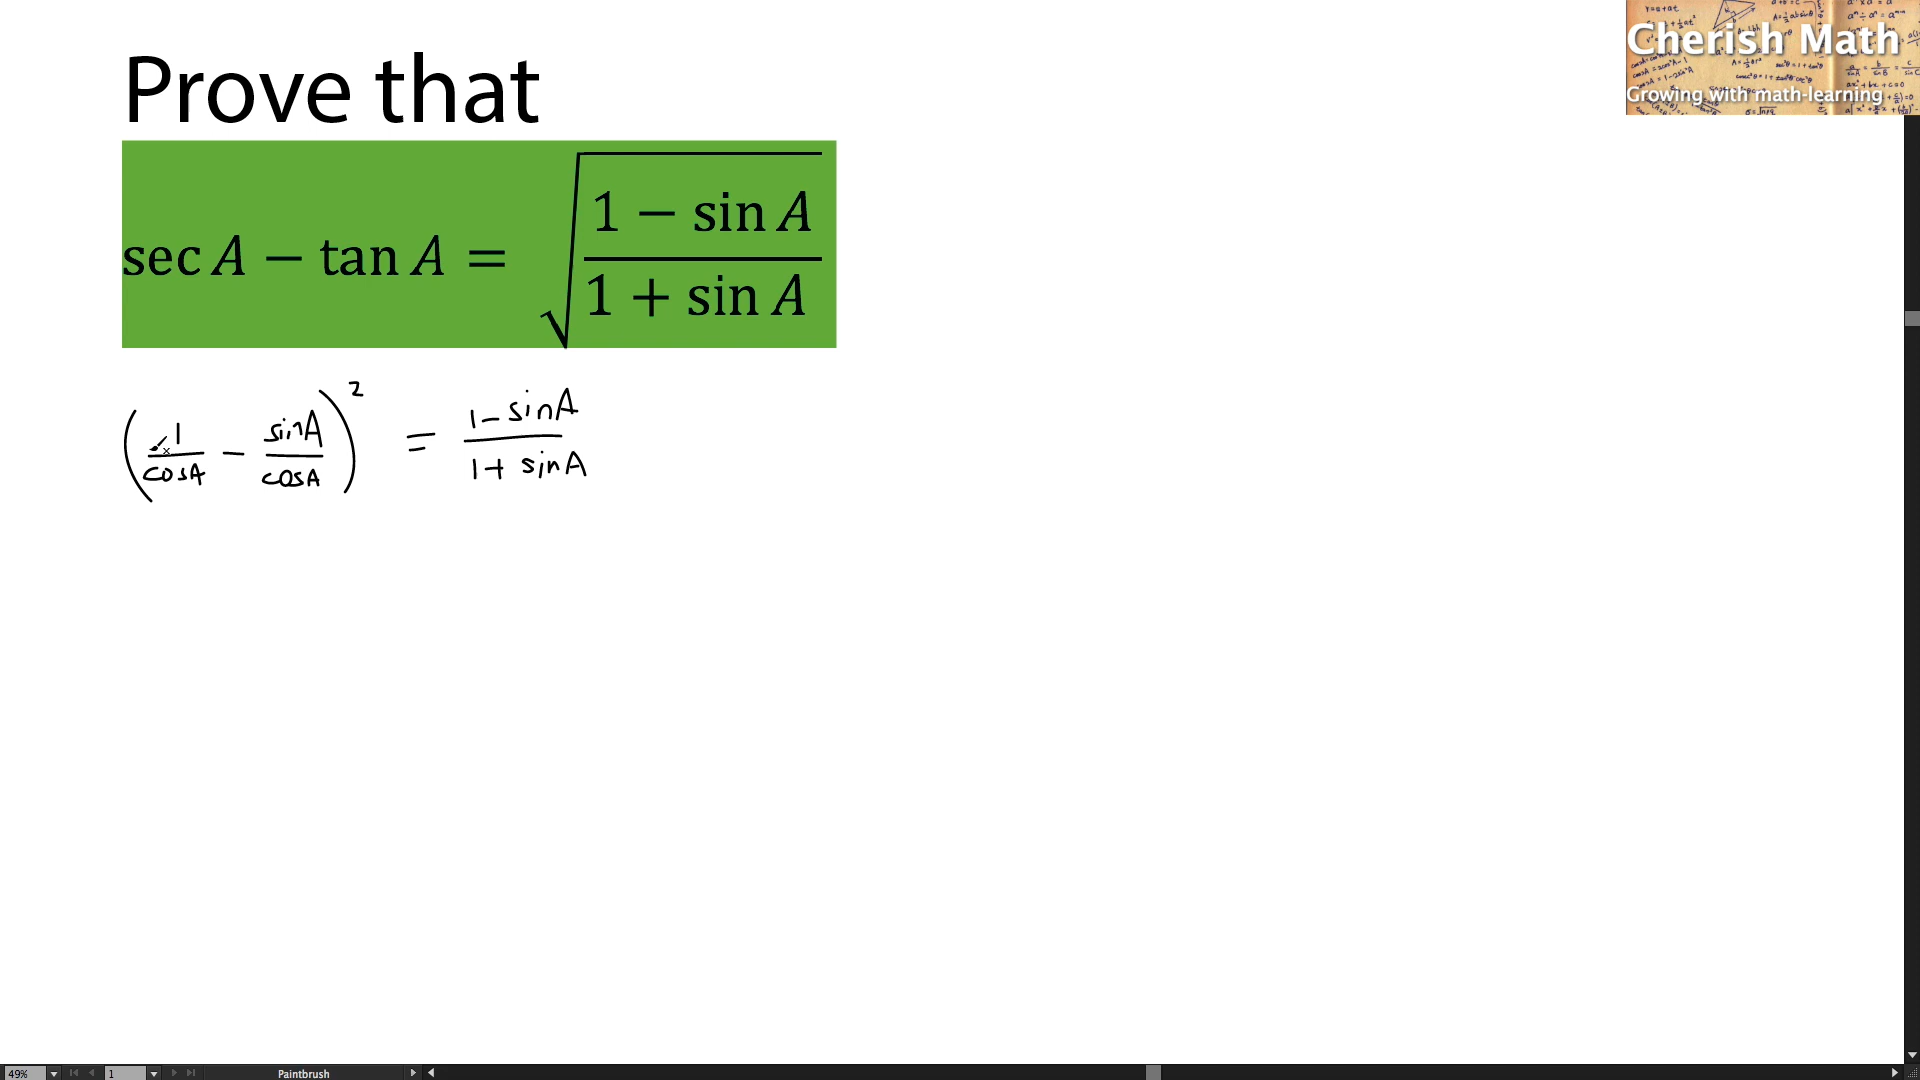 Prove that
sec A − tan A = √((1 − sin A)/(1 + sin A))
(1/cosA − sinA/cosA)² = (1 − sinA)/(1 + sinA)
Cherish Math
Growing with math-learning
49%
1
Paintbrush